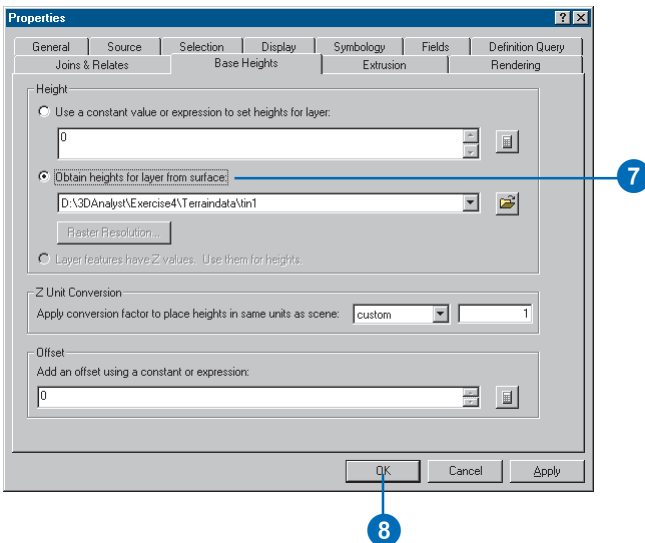 Properties
General Source Selection Display Symbology Fields Definition Query
Joins & Relates Base Heights Extrusion Rendering
Height
Use a constant value or expression to set heights for layer:
0
Obtain heights for layer from surface:
7
D:\3DAnalyst\Exercise4\Terraindata\tin1
Raster Resolution...
Layer features have Z values. Use them for heights.
Z Unit Conversion
Apply conversion factor to place heights in same units as scene: custom 1
Offset
Add an offset using a constant or expression:
0
OK Cancel Apply
8